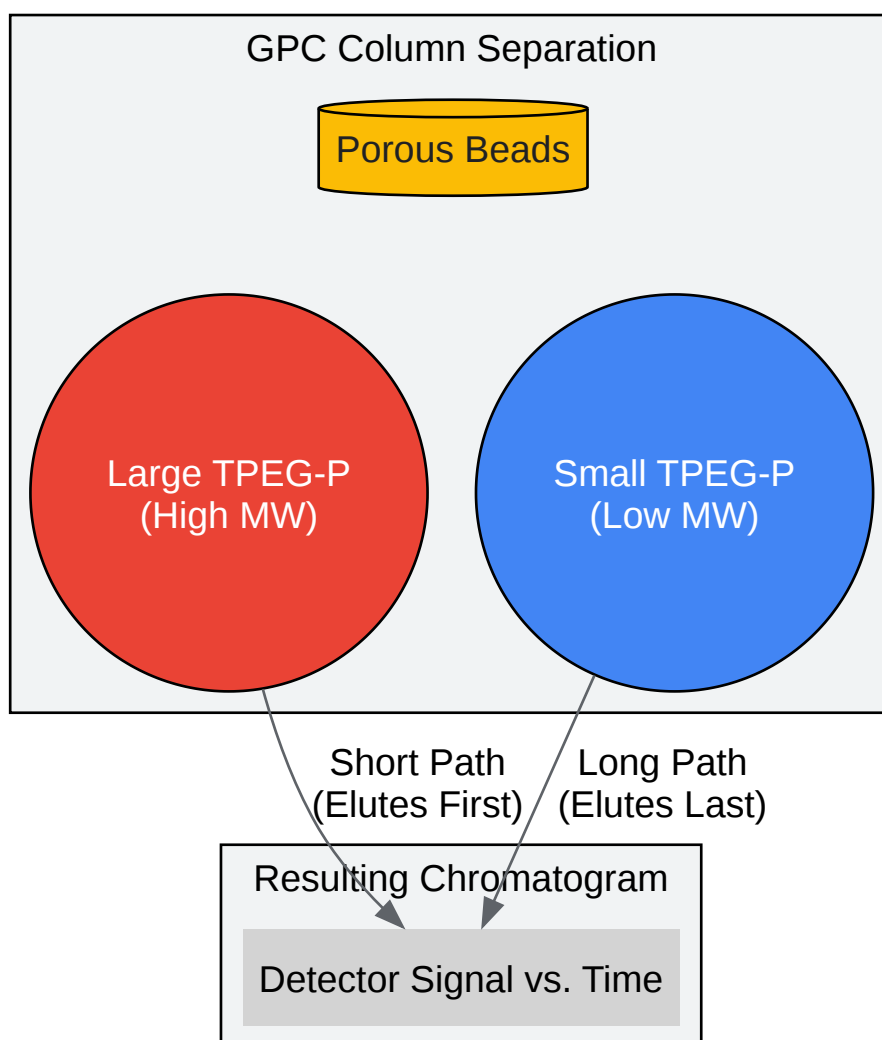 GPC Column Separation
Porous Beads
Large TPEG-P
(High MW)
Small TPEG-P
(Low MW)
Short Path
(Elutes First)
Long Path
(Elutes Last)
Resulting Chromatogram
Detector Signal vs. Time